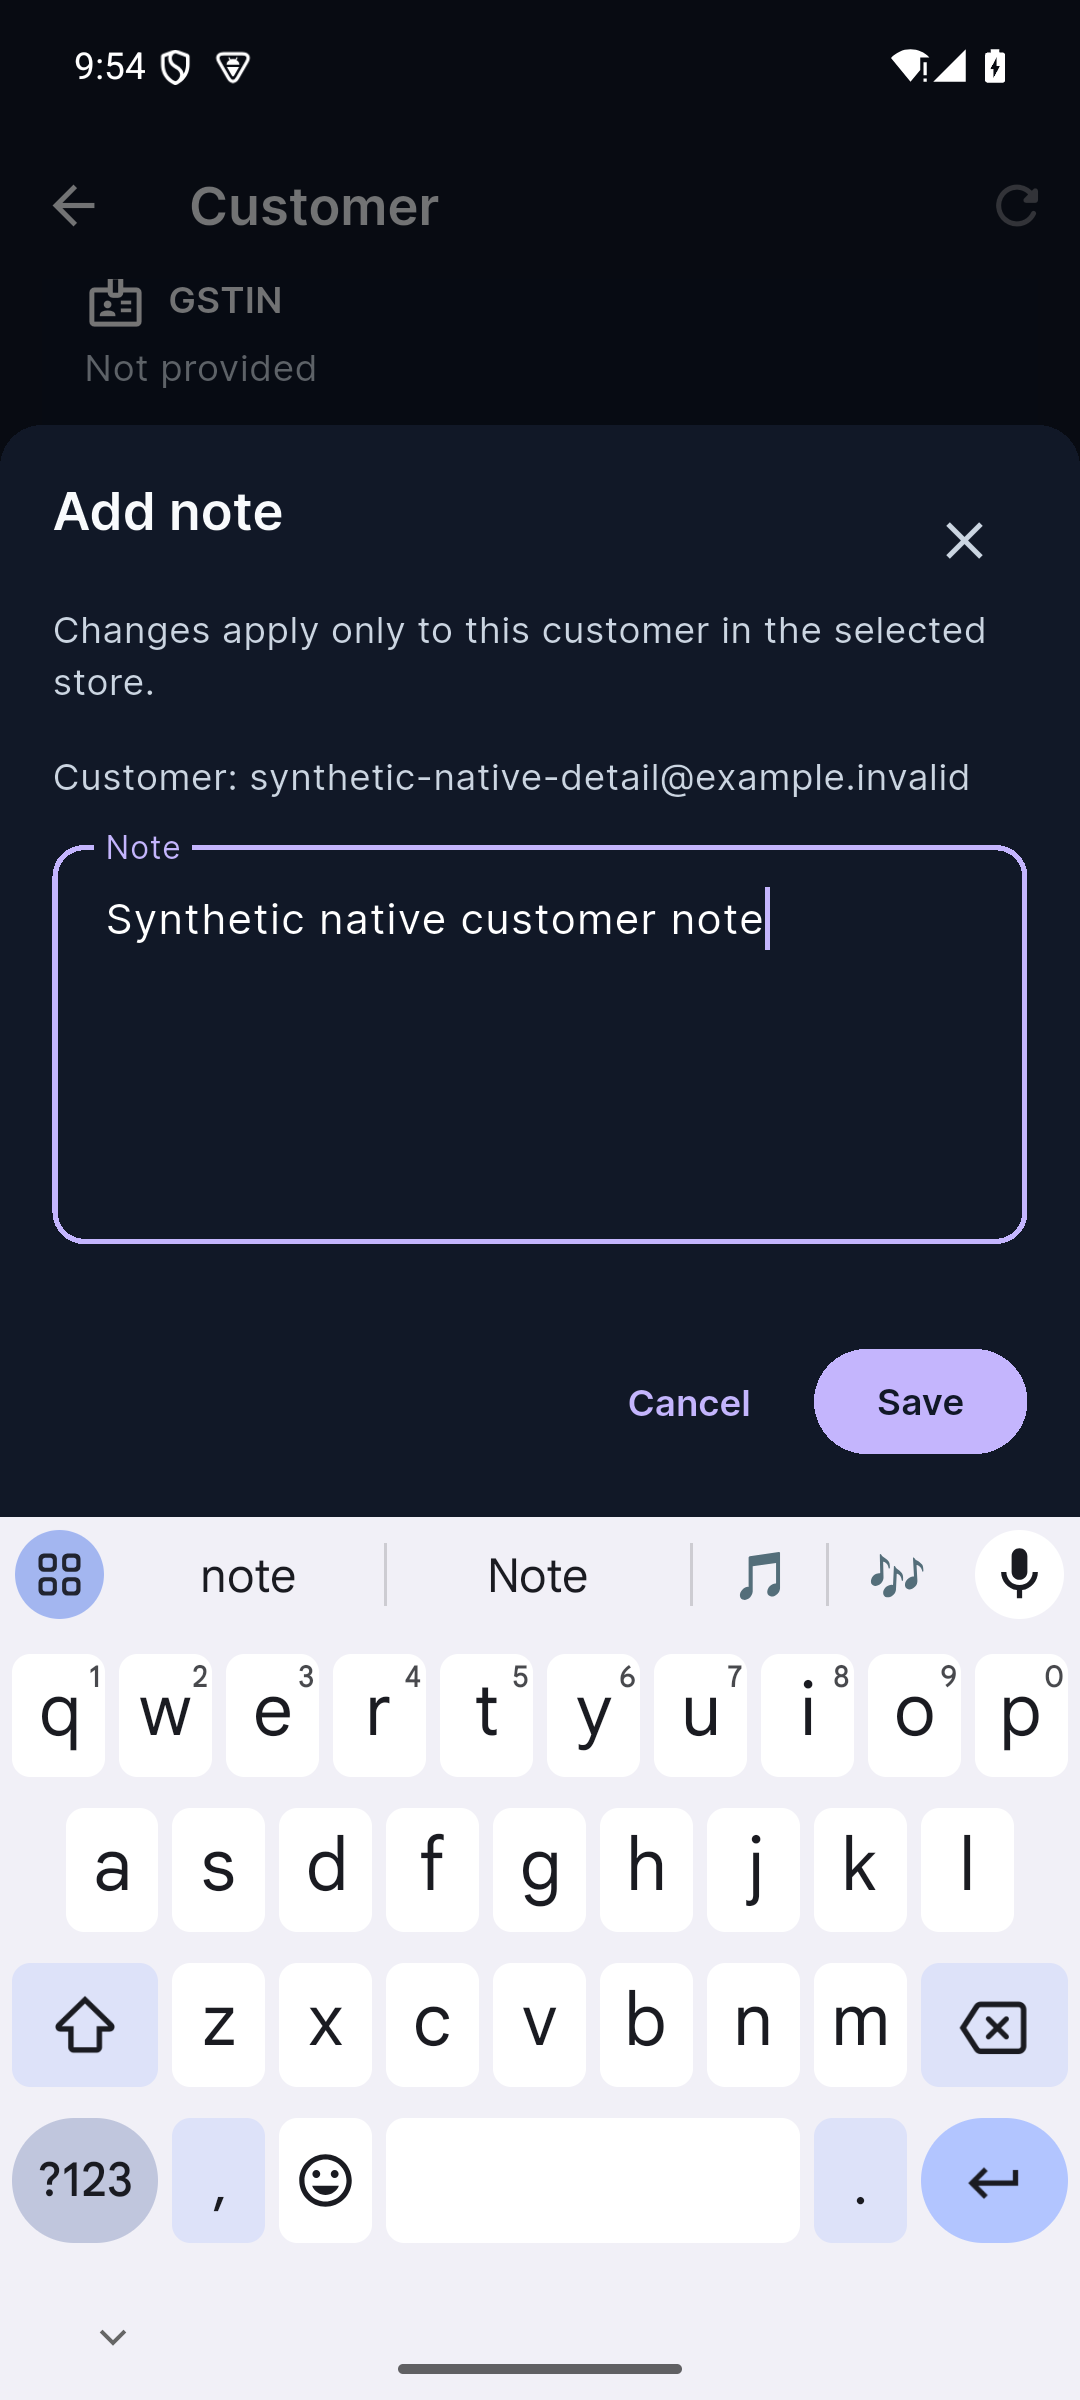 9:54
Customer
GSTIN
Not provided
Add note
Changes apply only to this customer in the selected
store.
Customer: synthetic-native-detail@example.invalid
Note
Synthetic native customer note
Cancel
Save
note
Note
q1 w2 e3 r4 t5 y6 u7 i8 o9 p0
a s d f g h j k l
z x c v b n m
?123 , .